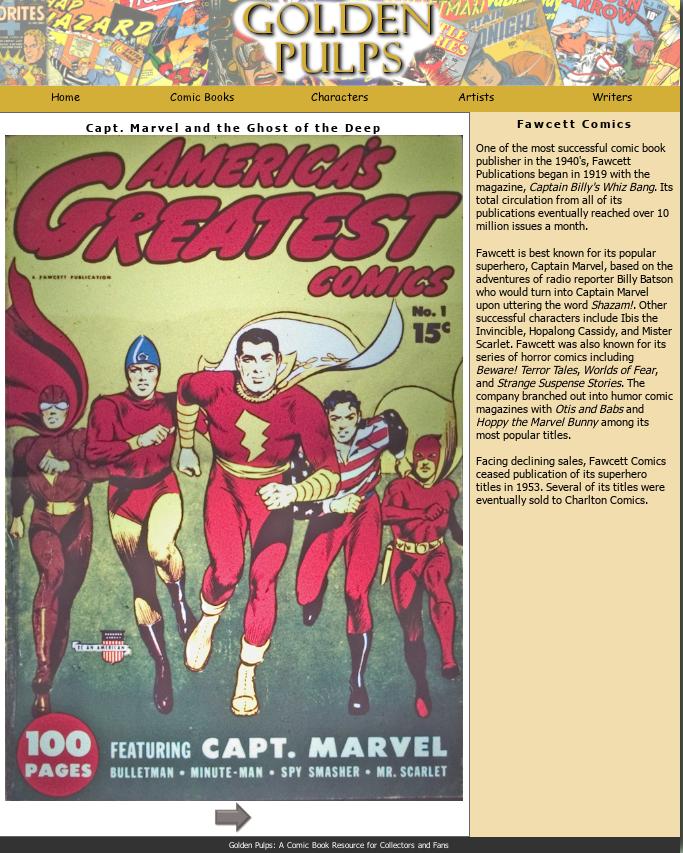 GOLDEN
PULPS
Home Comic Books Characters Artists Writers
Capt. Marvel and the Ghost of the Deep
AMERICA'S
GREATEST
COMICS
A FAWCETT PUBLICATION
No. 1
15¢
BE AN AMERICAN
100
PAGES
FEATURING CAPT. MARVEL
BULLETMAN • MINUTE-MAN • SPY SMASHER • MR. SCARLET
Fawcett Comics
One of the most successful comic book
publisher in the 1940's, Fawcett
Publications began in 1919 with the
magazine, Captain Billy's Whiz Bang. Its
total circulation from all of its
publications eventually reached over 10
million issues a month.
Fawcett is best known for its popular
superhero, Captain Marvel, based on the
adventures of radio reporter Billy Batson
who would turn into Captain Marvel
upon uttering the word Shazam!. Other
successful characters include Ibis the
Invincible, Hopalong Cassidy, and Mister
Scarlet. Fawcett was also known for its
series of horror comics including
Beware! Terror Tales, Worlds of Fear,
and Strange Suspense Stories. The
company branched out into humor comic
magazines with Otis and Babs and
Hoppy the Marvel Bunny among its
most popular titles.
Facing declining sales, Fawcett Comics
ceased publication of its superhero
titles in 1953. Several of its titles were
eventually sold to Charlton Comics.
Golden Pulps: A Comic Book Resource for Collectors and Fans